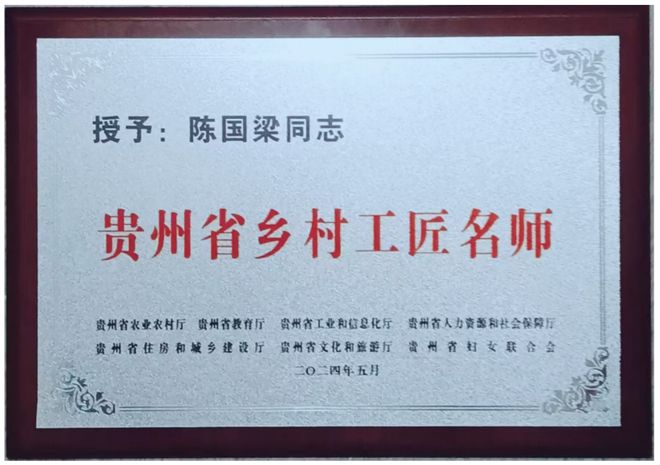 授予：陈国梁同志
贵州省乡村工匠名师
贵州省农业农村厅 贵州省教育厅 贵州省工业和信息化厅 贵州省人力资源和社会保障厅
贵州省住房和城乡建设厅 贵州省文化和旅游厅 贵州省妇女联合会
二〇二四年五月